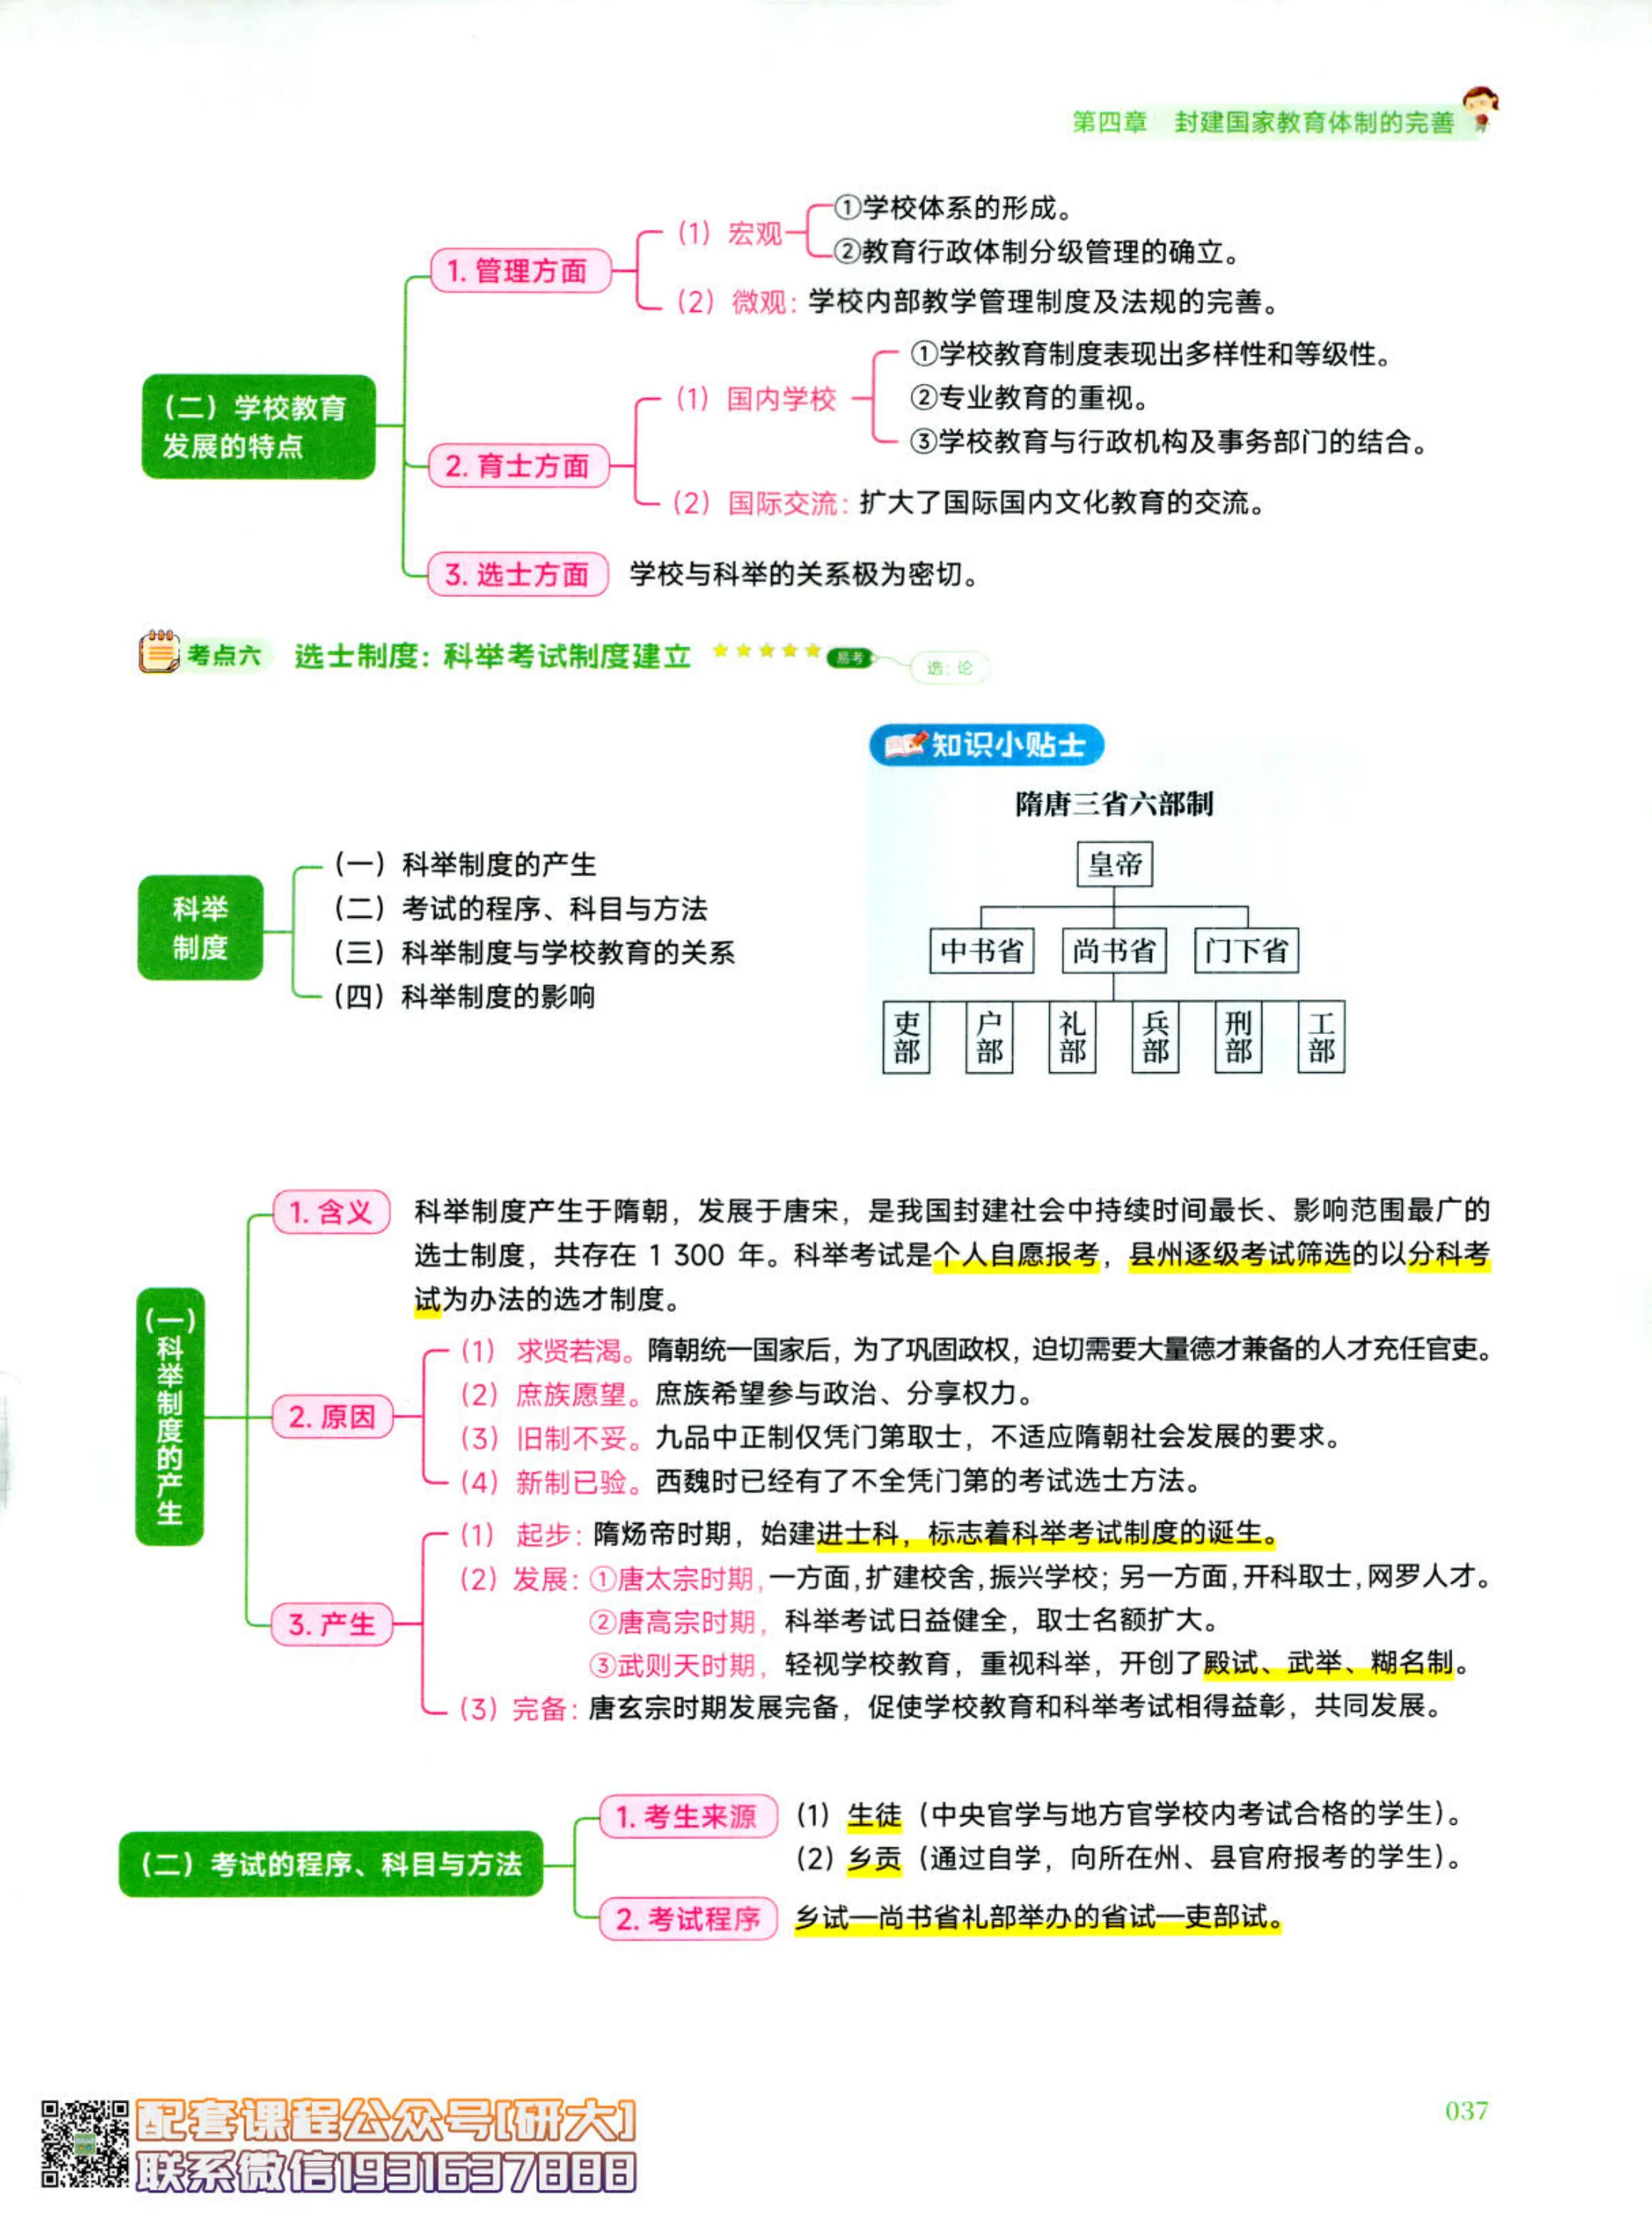 第四章 封建国家教育体制的完善
(二) 学校教育
发展的特点
1. 管理方面
(1) 宏观
①学校体系的形成。
②教育行政体制分级管理的确立。
(2) 微观：学校内部教学管理制度及法规的完善。
2. 育士方面
(1) 国内学校
①学校教育制度表现出多样性和等级性。
②专业教育的重视。
③学校教育与行政机构及事务部门的结合。
(2) 国际交流：扩大了国际国内文化教育的交流。
3. 选士方面 学校与科举的关系极为密切。
考点六 选士制度：科举考试制度建立 易考 选；论
科举
制度
(一) 科举制度的产生
(二) 考试的程序、科目与方法
(三) 科举制度与学校教育的关系
(四) 科举制度的影响
知识小贴士
隋唐三省六部制
皇帝
中书省 尚书省 门下省
吏部 户部 礼部 兵部 刑部 工部
(一)科举制度的产生
1. 含义
科举制度产生于隋朝，发展于唐宋，是我国封建社会中持续时间最长、影响范围最广的
选士制度，共存在 1 300 年。科举考试是个人自愿报考，县州逐级考试筛选的以分科考
试为办法的选才制度。
2. 原因
(1) 求贤若渴。隋朝统一国家后，为了巩固政权，迫切需要大量德才兼备的人才充任官吏。
(2) 庶族愿望。庶族希望参与政治、分享权力。
(3) 旧制不妥。九品中正制仅凭门第取士，不适应隋朝社会发展的要求。
(4) 新制已验。西魏时已经有了不全凭门第的考试选士方法。
3. 产生
(1) 起步：隋炀帝时期，始建进士科，标志着科举考试制度的诞生。
(2) 发展：①唐太宗时期，一方面，扩建校舍，振兴学校；另一方面，开科取士，网罗人才。
②唐高宗时期，科举考试日益健全，取士名额扩大。
③武则天时期，轻视学校教育，重视科举，开创了殿试、武举、糊名制。
(3) 完备：唐玄宗时期发展完备，促使学校教育和科举考试相得益彰，共同发展。
(二) 考试的程序、科目与方法
1. 考生来源
(1) 生徒（中央官学与地方官学校内考试合格的学生）。
(2) 乡贡（通过自学，向所在州、县官府报考的学生）。
2. 考试程序 乡试—尚书省礼部举办的省试—吏部试。
配套课程公众号[研大]
联系微信1931637888
037